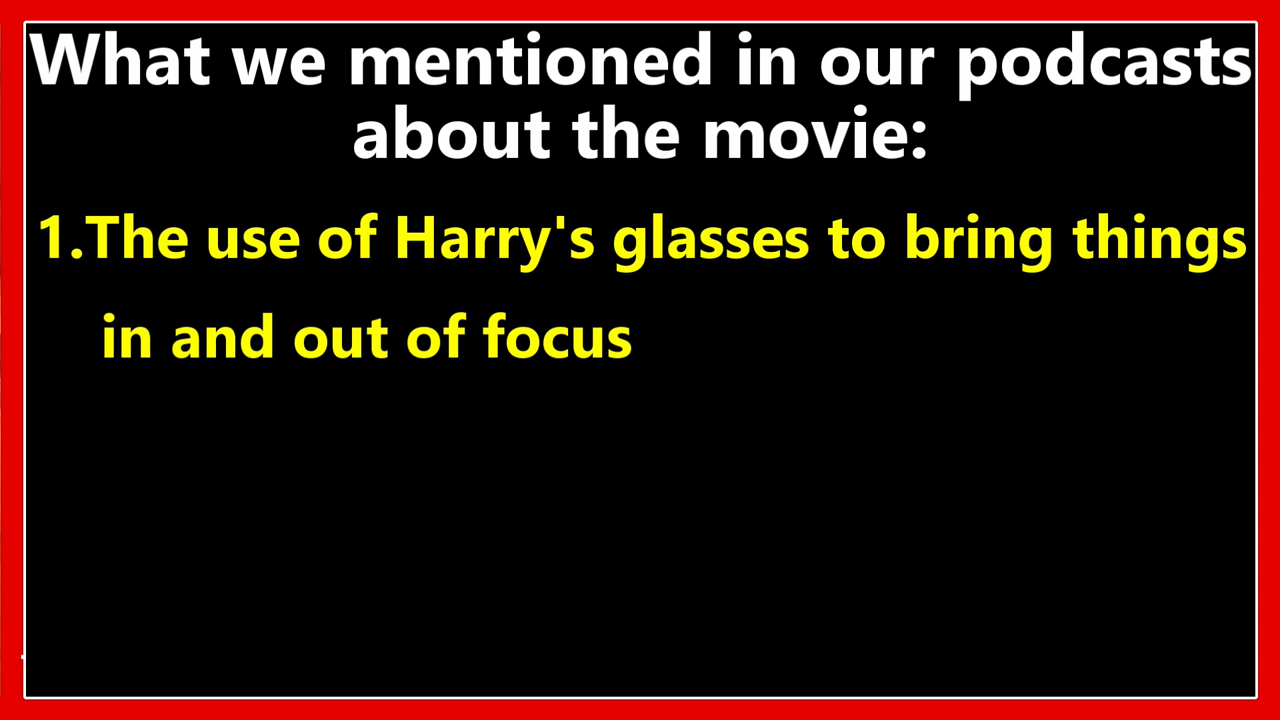 What we mentioned in our podcasts
about the movie:
1.The use of Harry's glasses to bring things
in and out of focus